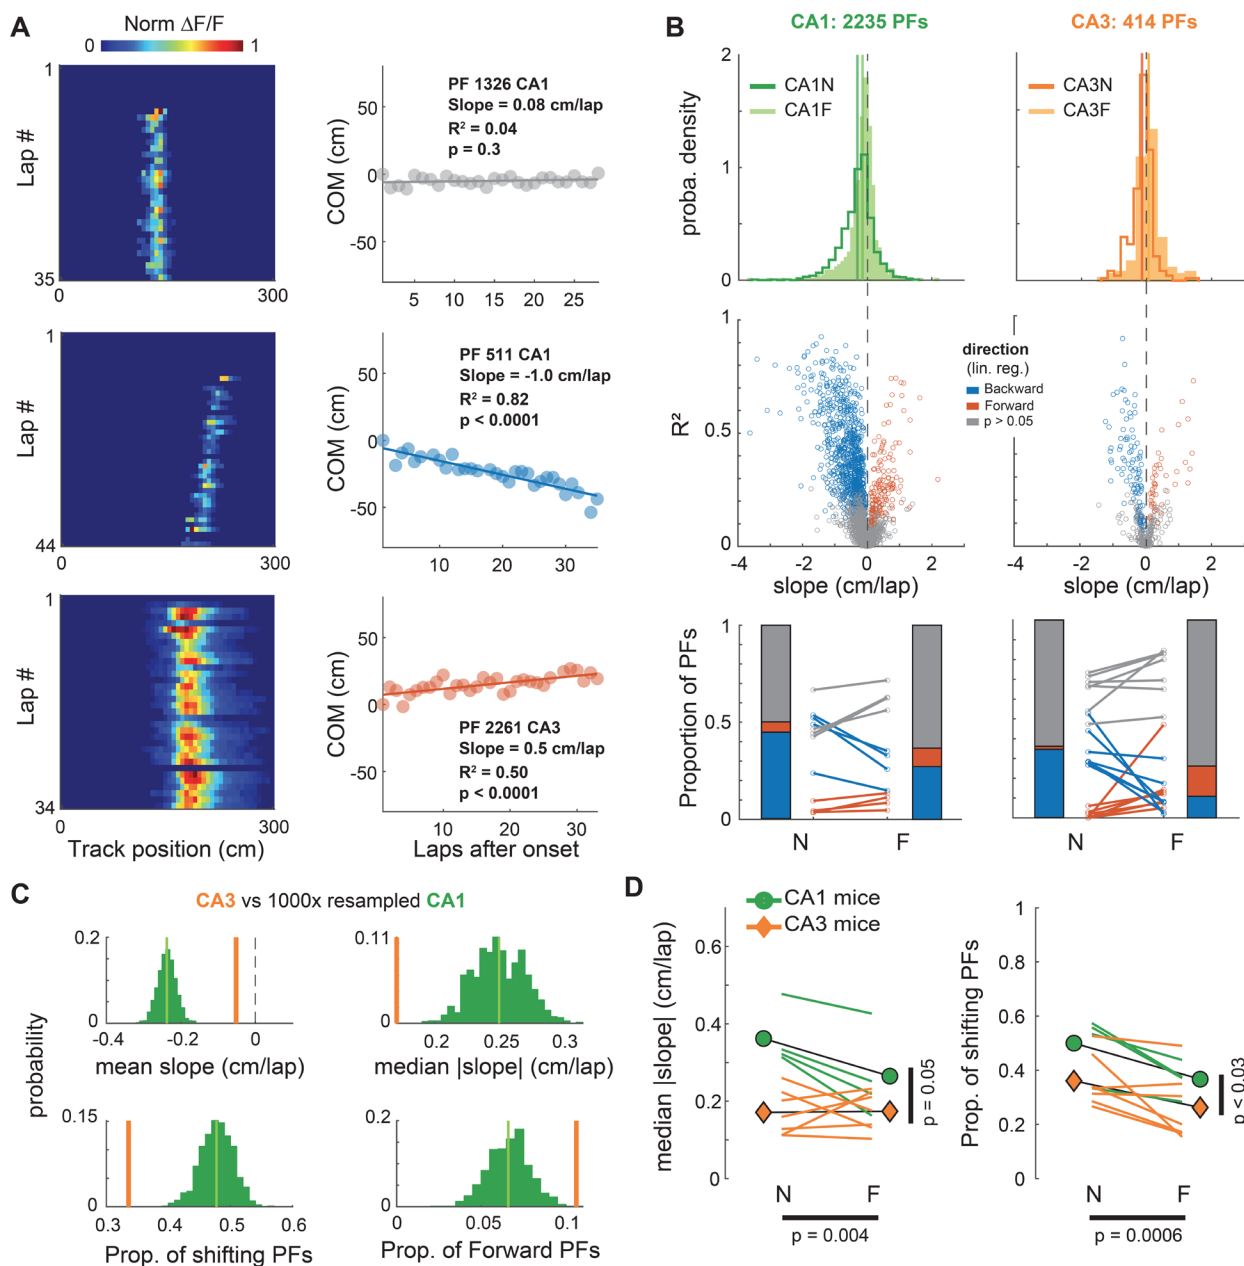 A
Norm ΔF/F
0
1
1
Lap #
35
0
300
50
0
-50
COM (cm)
PF 1326 CA1
Slope = 0.08 cm/lap
R² = 0.04
p = 0.3
5
10
15
20
25
1
Lap #
44
0
300
50
0
-50
COM (cm)
PF 511 CA1
Slope = -1.0 cm/lap
R² = 0.82
p < 0.0001
10
20
30
1
Lap #
34
0
300
Track position (cm)
50
0
-50
COM (cm)
PF 2261 CA3
Slope = 0.5 cm/lap
R² = 0.50
p < 0.0001
10
20
30
Laps after onset
B
CA1: 2235 PFs
CA3: 414 PFs
2
1
0
proba. density
CA1N
CA1F
CA3N
CA3F
1
0.5
0
R²
-4
-2
0
2
slope (cm/lap)
direction
(lin. reg.)
Backward
Forward
p > 0.05
-4
-2
0
2
slope (cm/lap)
1
0.5
0
Proportion of PFs
N
F
N
F
C
CA3 vs 1000x resampled CA1
probability
0.2
0
-0.4
-0.2
0
mean slope (cm/lap)
0.11
0
0.2
0.25
0.3
median |slope| (cm/lap)
0.15
0
0.3
0.4
0.5
0.6
Prop. of shifting PFs
0.2
0
0
0.05
0.1
Prop. of Forward PFs
D
CA1 mice
CA3 mice
0.6
0.4
0.2
0
median |slope| (cm/lap)
N
F
p = 0.05
p = 0.004
1
0.8
0.6
0.4
0.2
0
Prop. of shifting PFs
N
F
p < 0.03
p = 0.0006